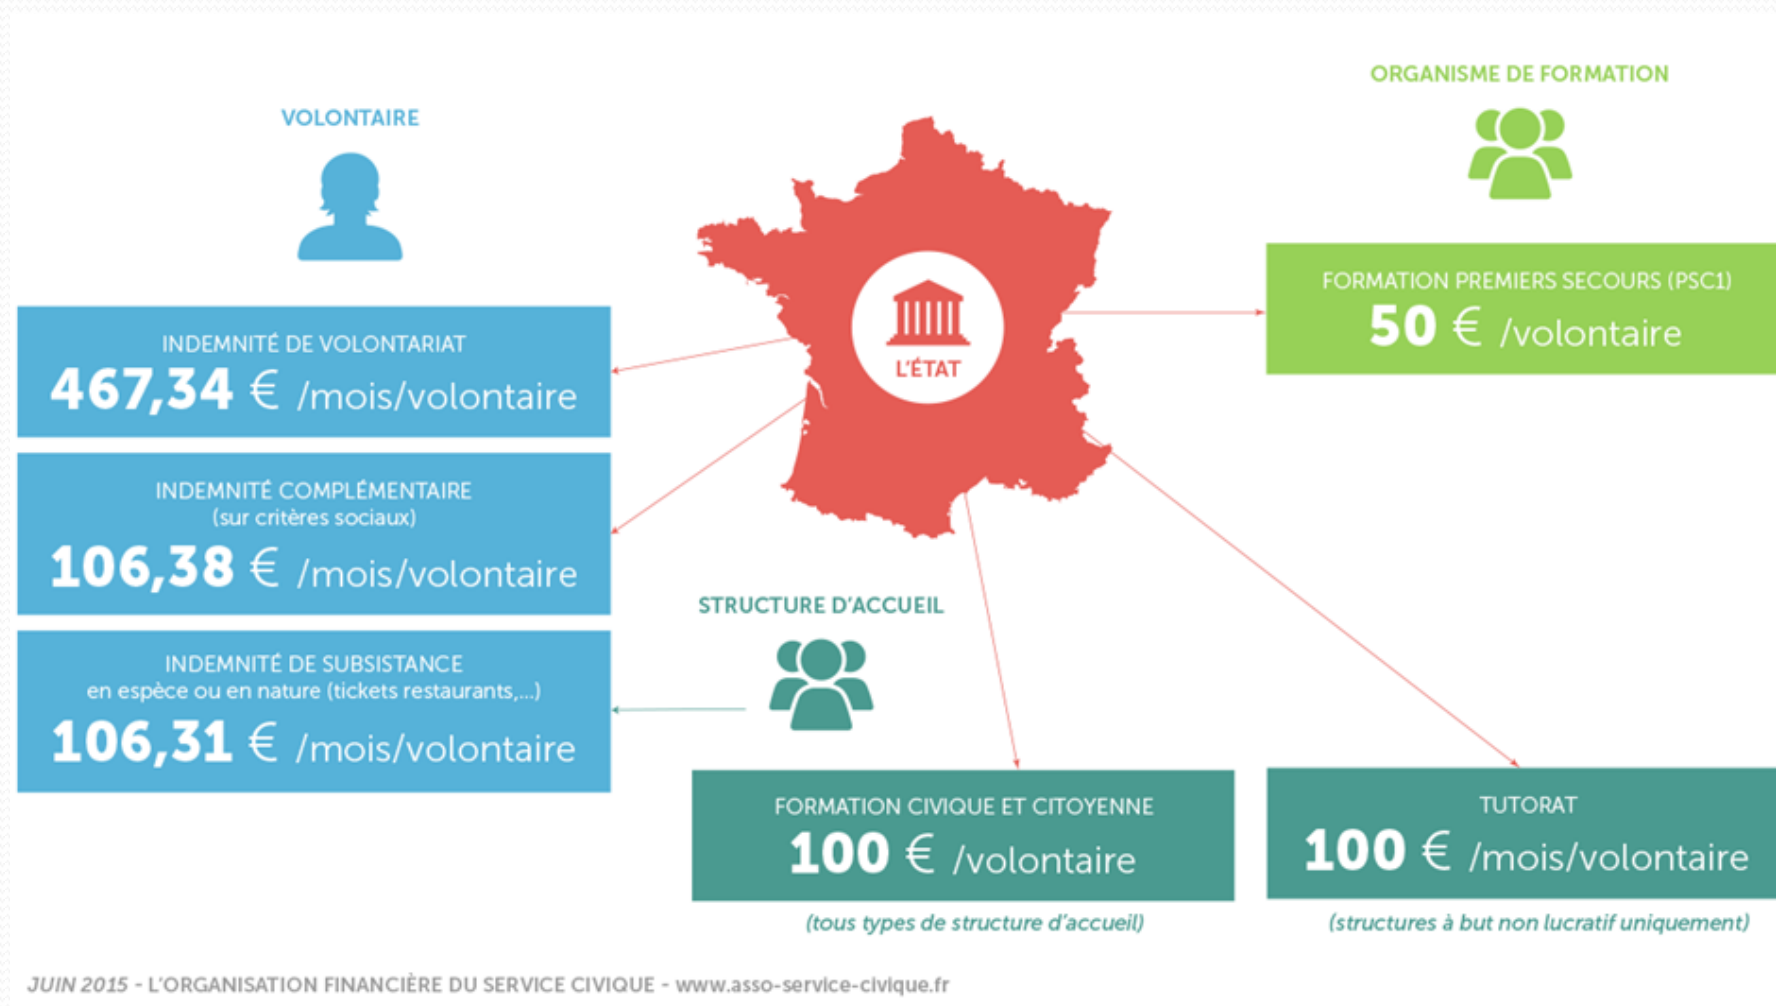 ORGANISME DE FORMATION
VOLONTAIRE
FORMATION PREMIERS SECOURS (PSC1)
50 € /volontaire
L'ÉTAT
INDEMNITÉ DE VOLONTARIAT
467,34 € /mois/volontaire
INDEMNITÉ COMPLÉMENTAIRE
(sur critères sociaux)
106,38 € /mois/volontaire
STRUCTURE D'ACCUEIL
INDEMNITÉ DE SUBSISTANCE
en espèce ou en nature (tickets restaurants,...)
106,31 € /mois/volontaire
FORMATION CIVIQUE ET CITOYENNE
100 € /volontaire
(tous types de structure d'accueil)
TUTORAT
100 € /mois/volontaire
(structures à but non lucratif uniquement)
JUIN 2015 - L'ORGANISATION FINANCIÈRE DU SERVICE CIVIQUE - www.asso-service-civique.fr